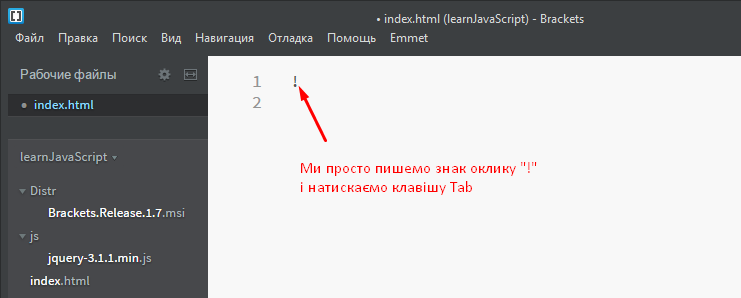 • index.html (learnJavaScript) - Brackets
Файл Правка Поиск Вид Навигация Отладка Помощь Emmet
Рабочие файлы
• index.html
learnJavaScript
Distr
Brackets.Release.1.7.msi
js
jquery-3.1.1.min.js
index.html
1 !
2
Ми просто пишемо знак оклику "!"
і натискаємо клавішу Tab